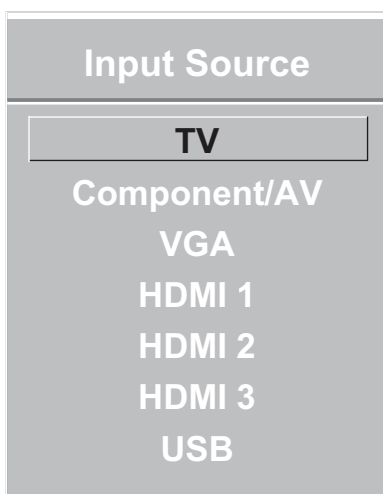 Input Source
TV
Component/AV
VGA
HDMI 1
HDMI 2
HDMI 3
USB